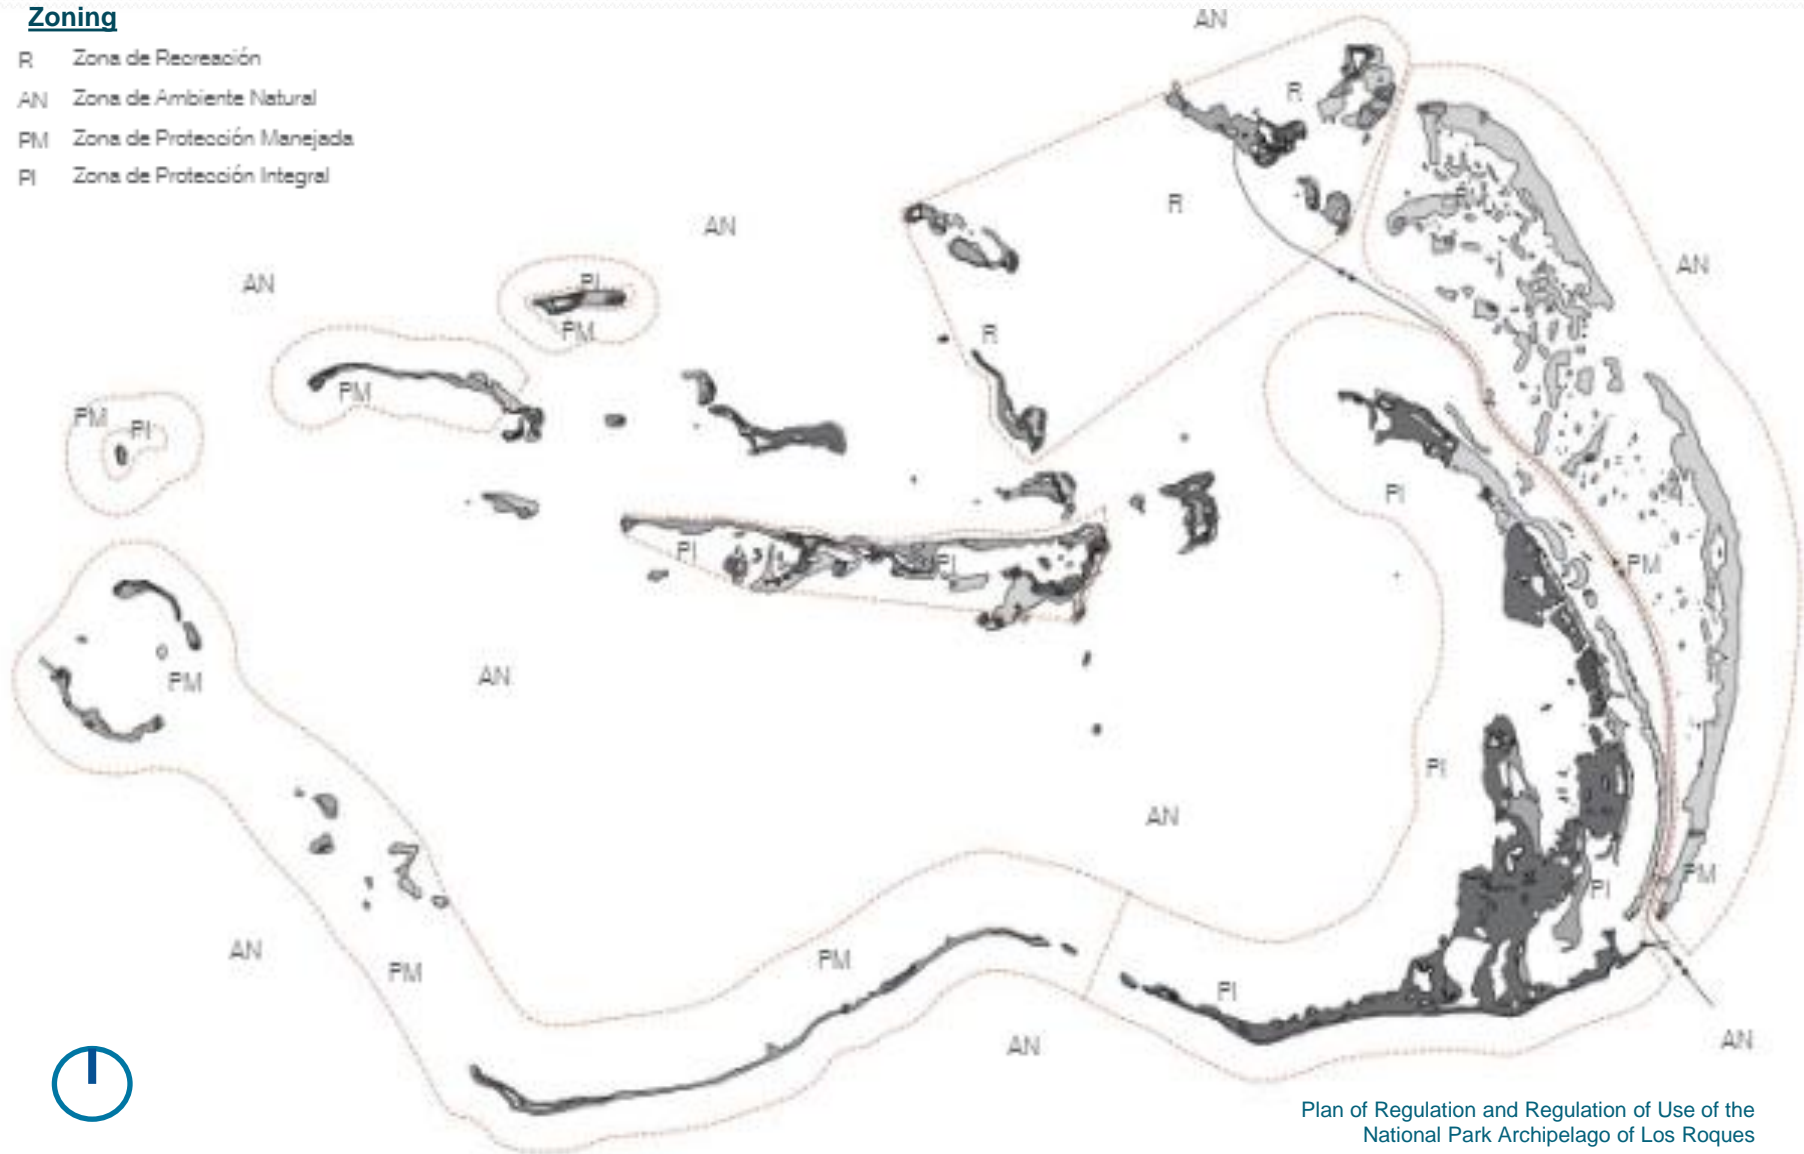 Zoning
R Zona de Recreación
AN Zona de Ambiente Natural
PM Zona de Protección Manejada
PI Zona de Protección Integral
AN
R
R
AN
AN
AN
PI
PM
R
PM
PM
PI
PI
PI
PI
PM
AN
PM
PI
AN
PM
PI
AN
PM
PM
PI
AN
AN
Plan of Regulation and Regulation of Use of the
National Park Archipelago of Los Roques